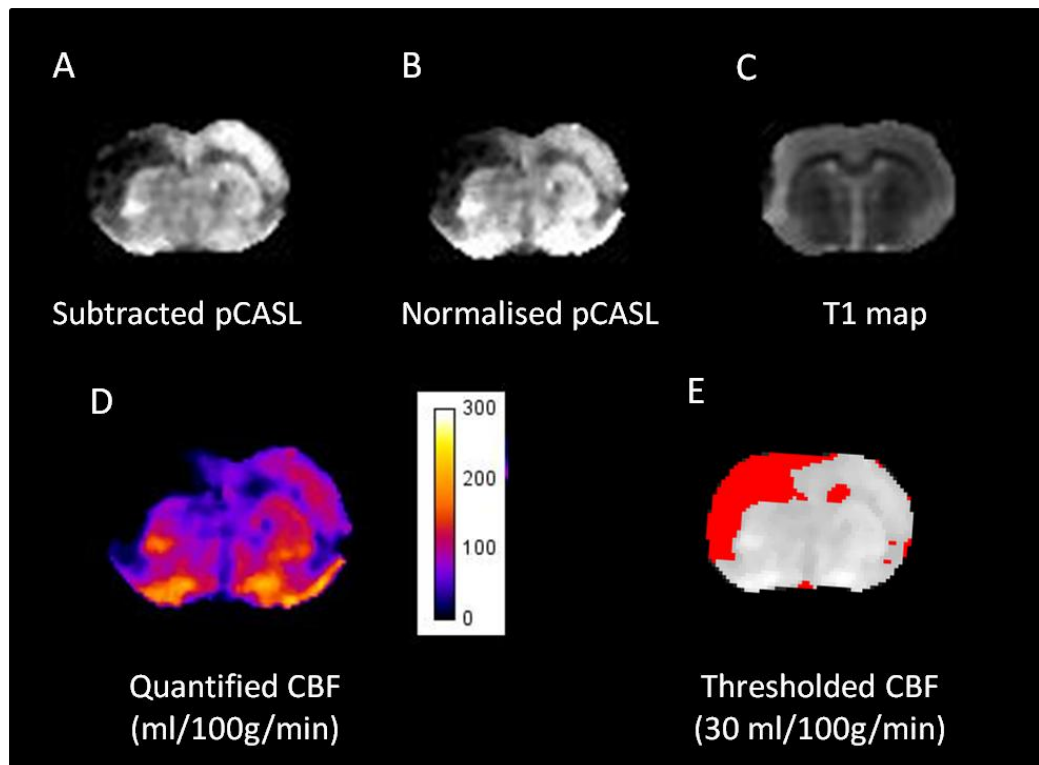 A
B
C
Subtracted pCASL
Normalised pCASL
T1 map
D
300
200
100
0
E
Quantified CBF
(ml/100g/min)
Thresholded CBF
(30 ml/100g/min)